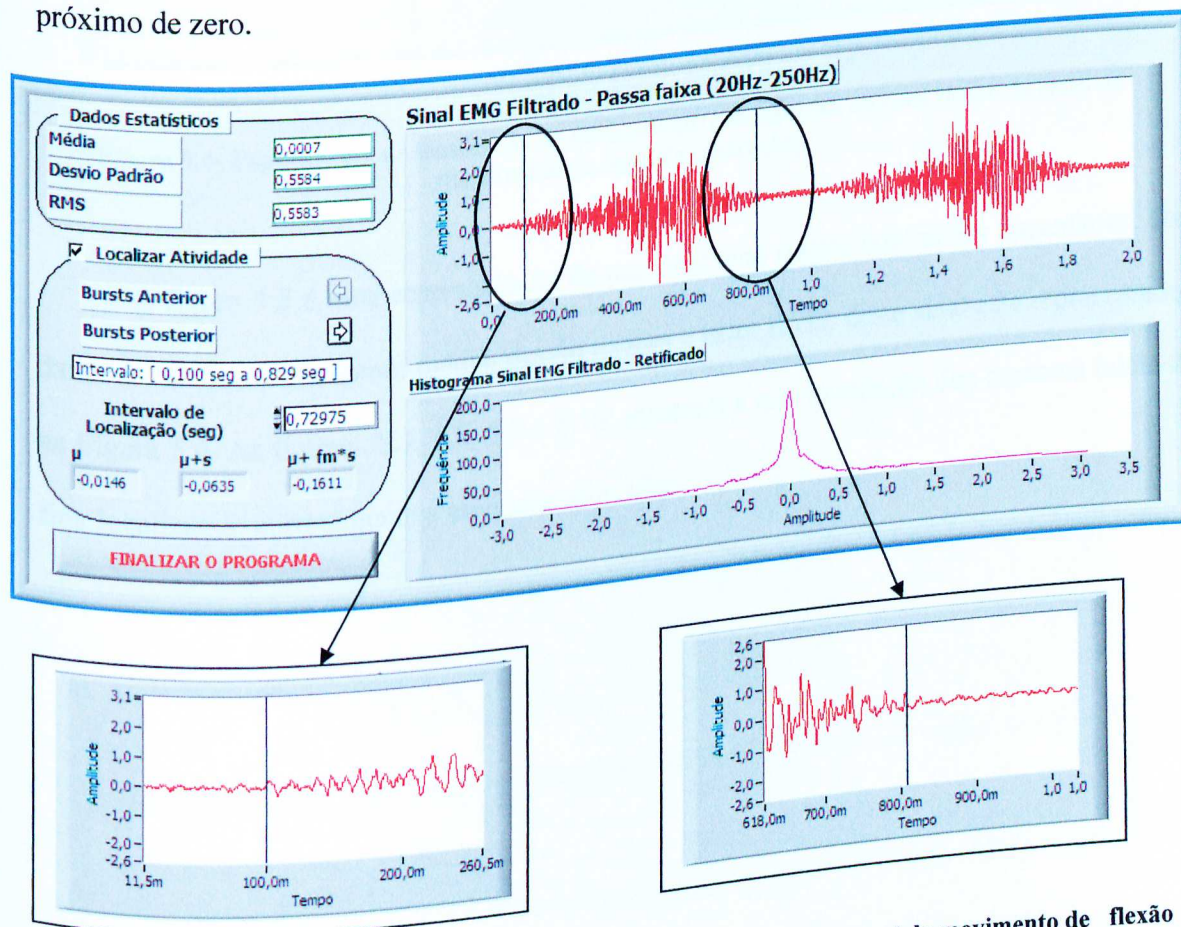 próximo de zero.
Dados Estatísticos
Média
0,0007
Desvio Padrão
0,5584
RMS
0,5583
Localizar Atividade
Bursts Anterior
Bursts Posterior
Intervalo: [ 0,100 seg a 0,829 seg ]
Intervalo de
Localização (seg)
0,72975
µ
µ+s
µ+ fm*s
-0,0146
-0,0635
-0,1611
FINALIZAR O PROGRAMA
Sinal EMG Filtrado - Passa faixa (20Hz-250Hz)
Amplitude
3,1
2,0
1,0
0,0
-1,0
-2,6
0,0
200,0m
400,0m
600,0m
800,0m
1,0
1,2
1,4
1,6
1,8
2,0
Tempo
Histograma Sinal EMG Filtrado - Retificado
Frequênce
200,0
150,0
100,0
50,0
0,0
-3,0
-2,5
-2,0
-1,5
-1,0
-0,5
0,0
0,5
1,0
1,5
2,0
2,5
3,0
3,5
Amplitude
Amplitude
3,1
2,0
1,0
0,0
-1,0
-2,0
-2,6
11,5m
100,0m
200,0m
260,5m
Tempo
Amplitude
2,6
2,0
1,0
0,0
-1,0
-2,0
-2,6
618,0m
700,0m
800,0m
900,0m
1,0
1,0
Tempo
movimento de flexão